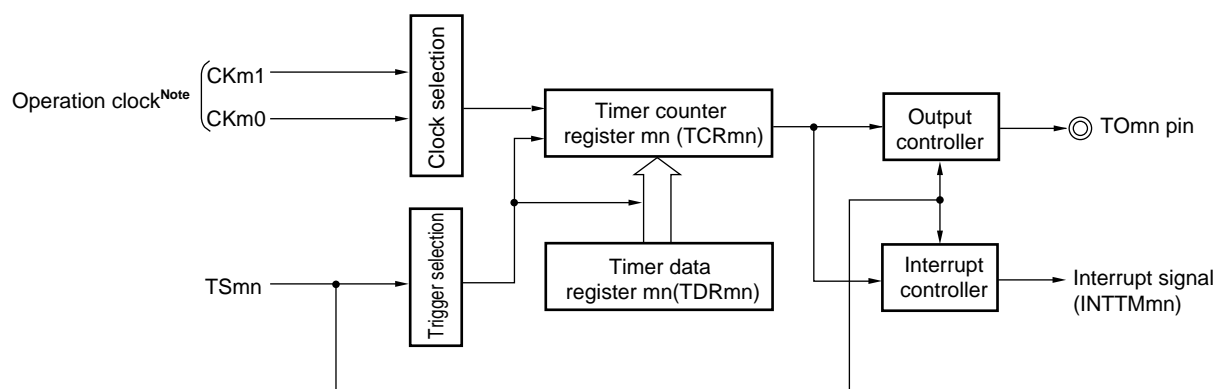 Operation clockNote
CKm1
CKm0
Clock selection
Timer counter
register mn (TCRmn)
Output
controller
TOmn pin
TSmn
Trigger selection
Timer data
register mn(TDRmn)
Interrupt
controller
Interrupt signal
(INTTMmn)